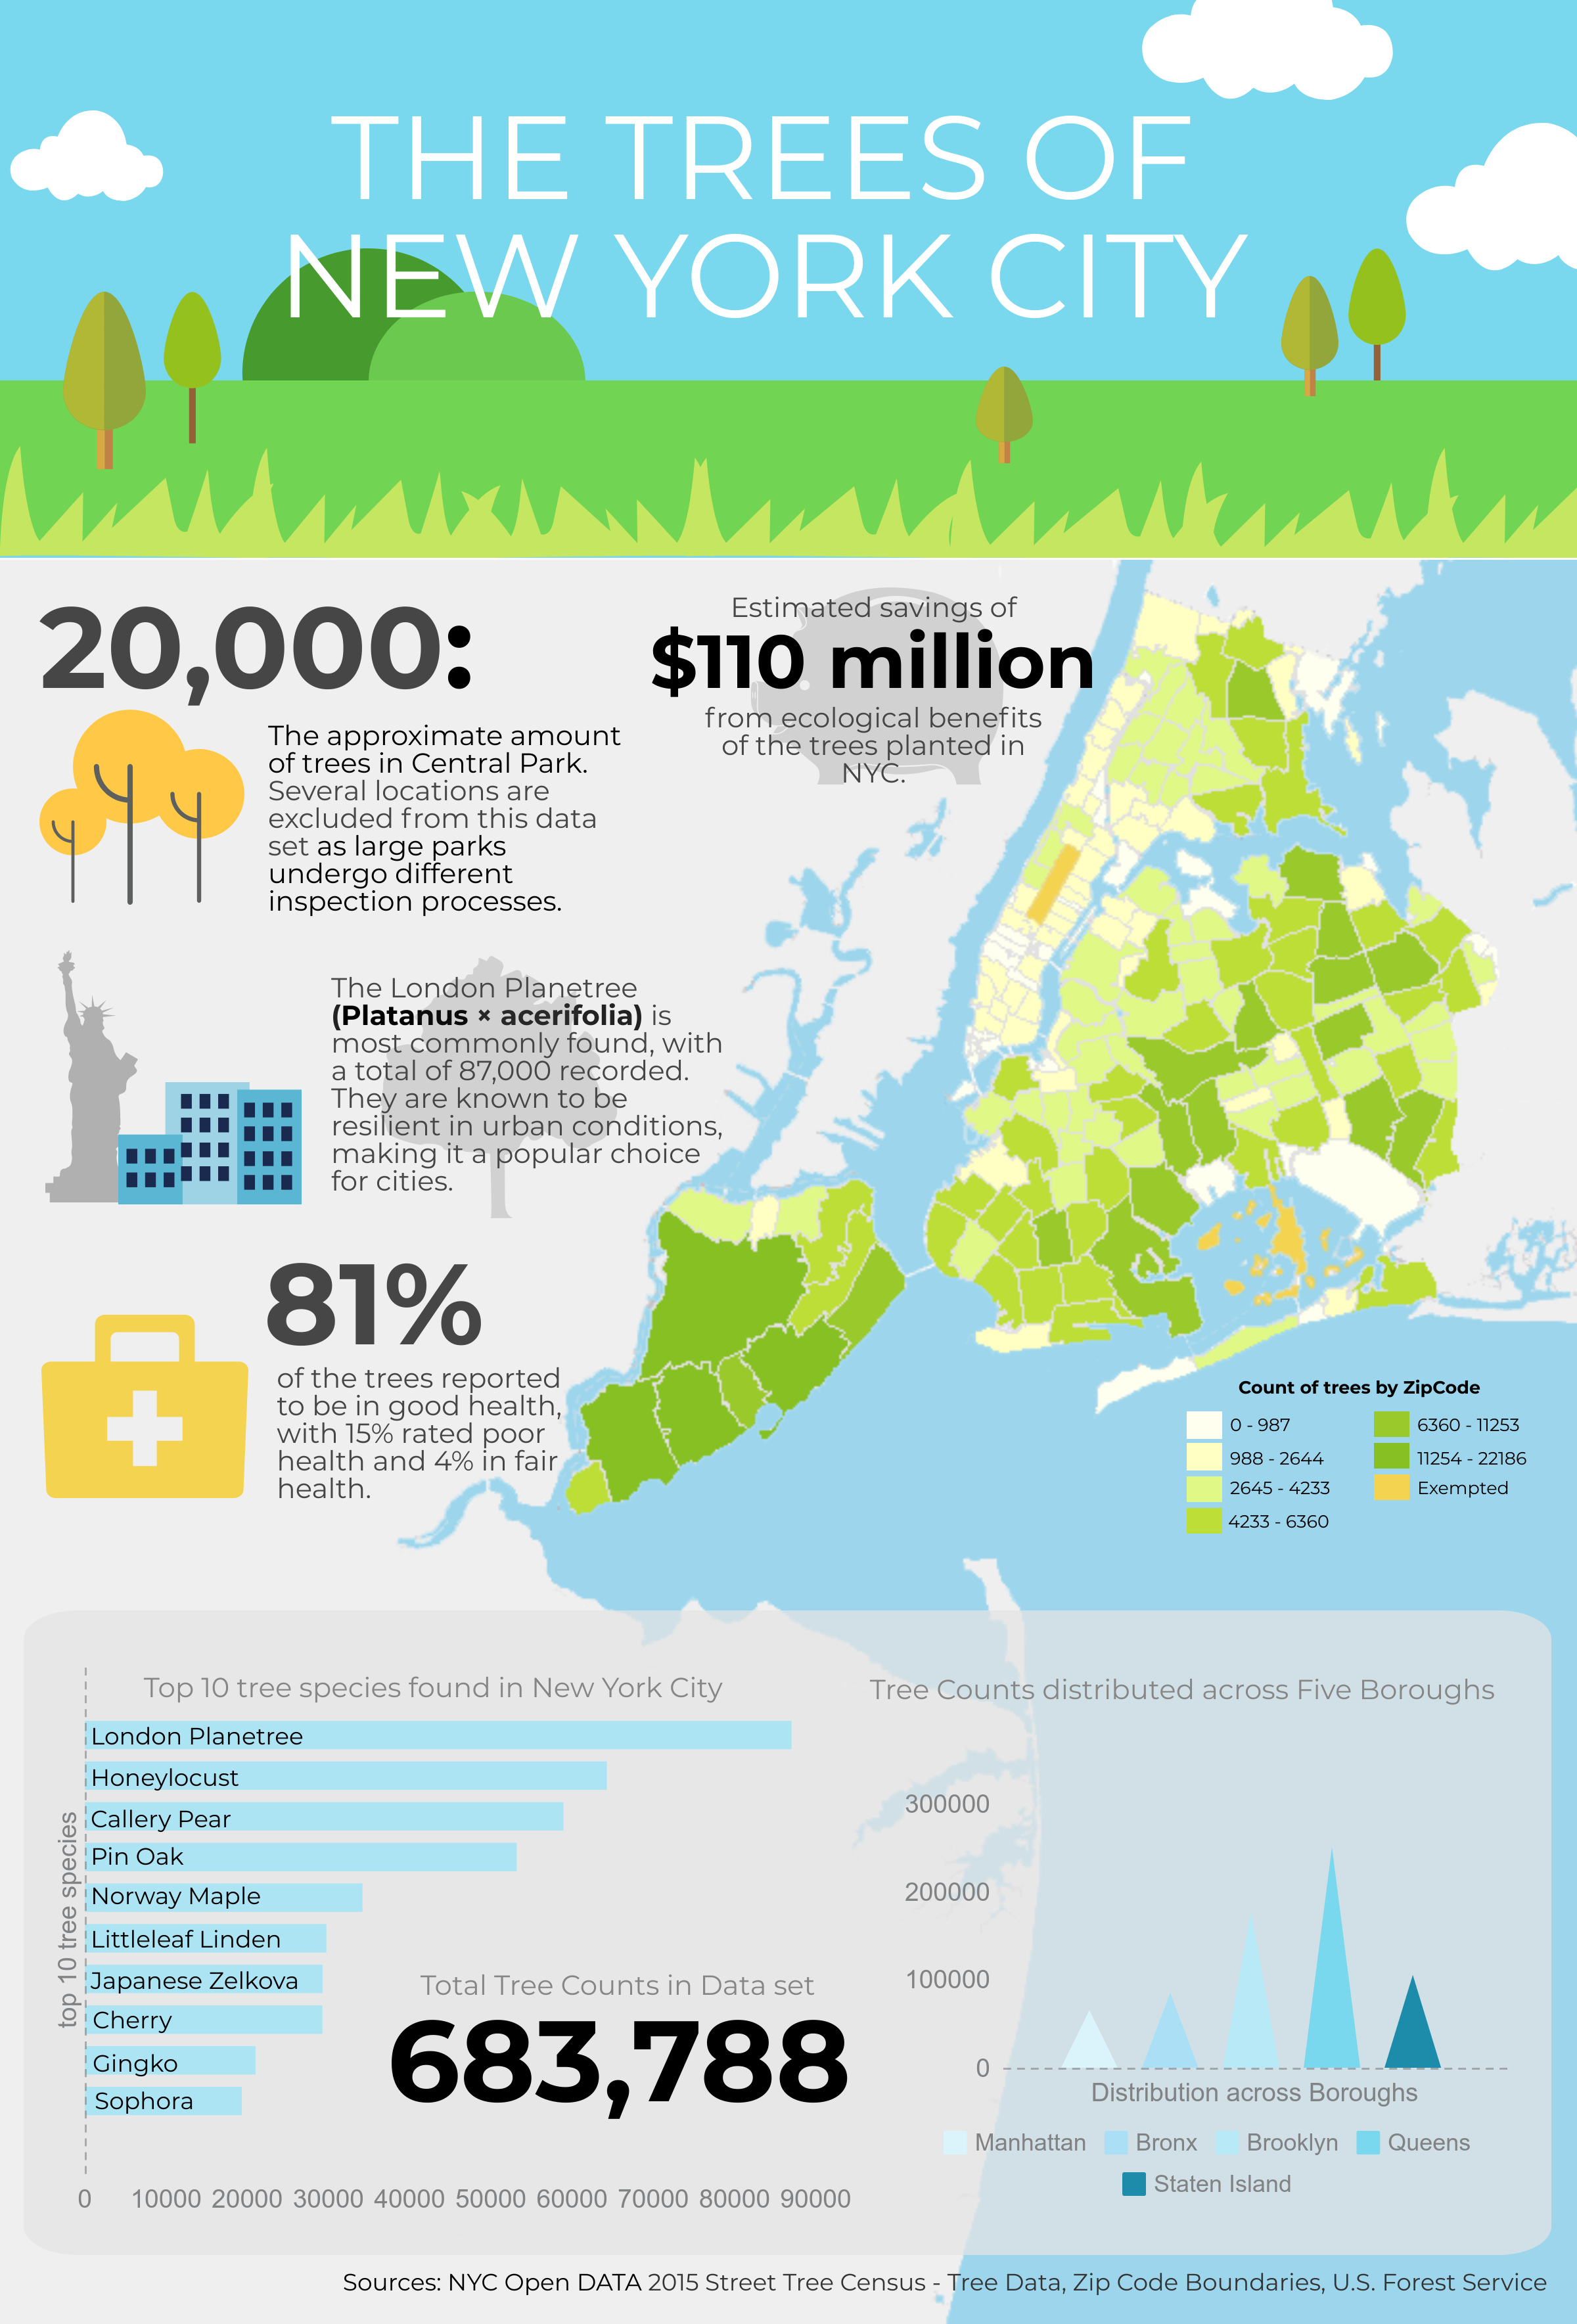 THE TREES OF
NEW YORK CITY
20,000:
The approximate amount
of trees in Central Park.
Several locations are
excluded from this data
set as large parks
undergo different
inspection processes.
Estimated savings of
$110 million
from ecological benefits
of the trees planted in
NYC.
The London Planetree
(Platanus × acerifolia) is
most commonly found, with
a total of 87,000 recorded.
They are known to be
resilient in urban conditions,
making it a popular choice
for cities.
81%
of the trees reported
to be in good health,
with 15% rated poor
health and 4% in fair
health.
Count of trees by ZipCode
0 - 987
988 - 2644
2645 - 4233
4233 - 6360
6360 - 11253
11254 - 22186
Exempted
Top 10 tree species found in New York City
top 10 tree species
London Planetree
Honeylocust
Callery Pear
Pin Oak
Norway Maple
Littleleaf Linden
Japanese Zelkova
Cherry
Gingko
Sophora
0 10000 20000 30000 40000 50000 60000 70000 80000 90000
Total Tree Counts in Data set
683,788
Tree Counts distributed across Five Boroughs
300000
200000
100000
0
Distribution across Boroughs
Manhattan Bronx Brooklyn Queens
Staten Island
Sources: NYC Open DATA 2015 Street Tree Census - Tree Data, Zip Code Boundaries, U.S. Forest Service